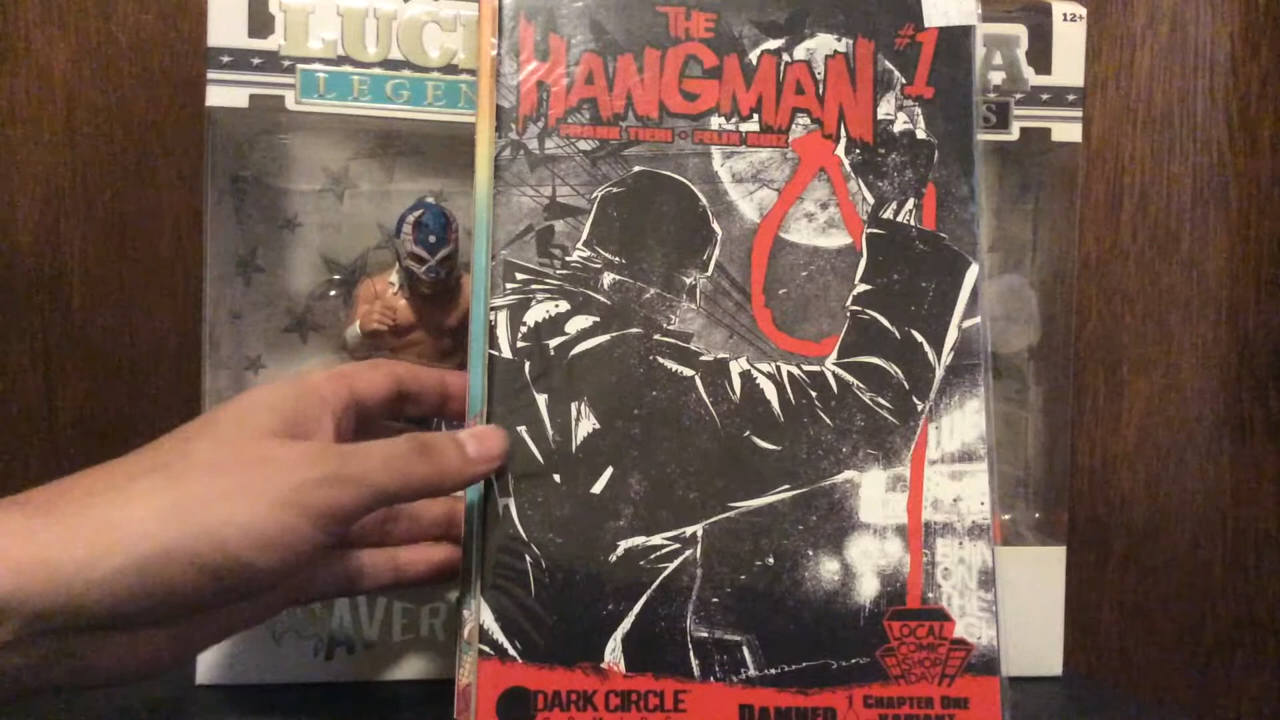 12+
LUC
A
LEGEN
S
THE
HANGMAN #1
FRANK TIERI • FELIX RUIZ
LOCAL
COMIC
SHOP
DAY
AVER
DARK CIRCLE
DAMNED
CHAPTER ONE
VARIANT